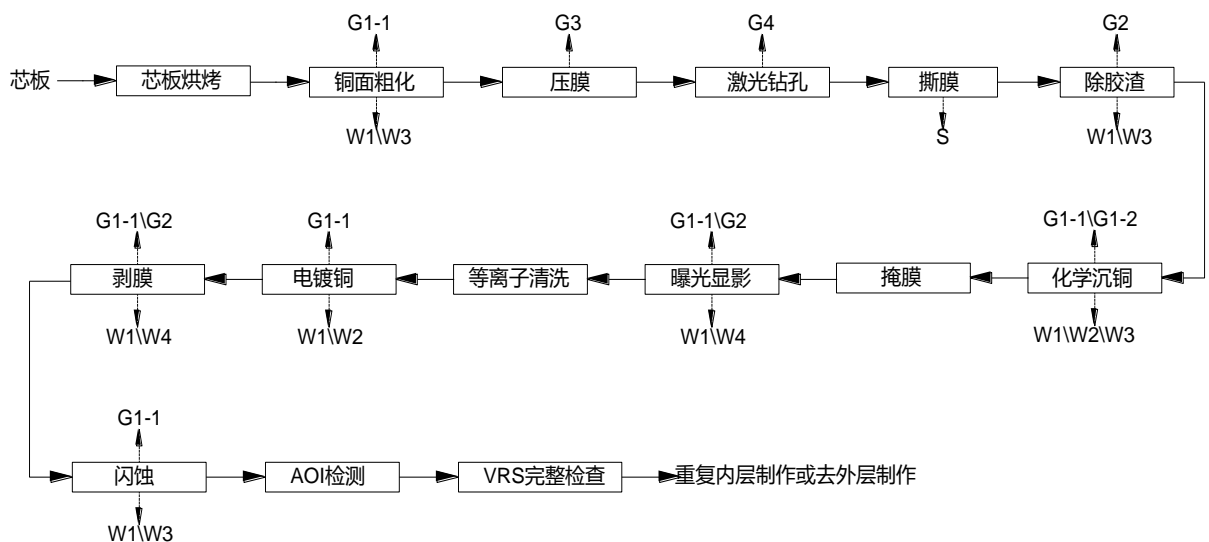 G1-1 G3 G4 G2
芯板 芯板烘烤 铜面粗化 压膜 激光钻孔 撕膜 除胶渣
W1\W3 S W1\W3
G1-1\G2 G1-1 G1-1\G2 G1-1\G1-2
剥膜 电镀铜 等离子清洗 曝光显影 掩膜 化学沉铜
W1\W4 W1\W2 W1\W4 W1\W2\W3
G1-1
闪蚀 AOI检测 VRS完整检查 重复内层制作或去外层制作
W1\W3